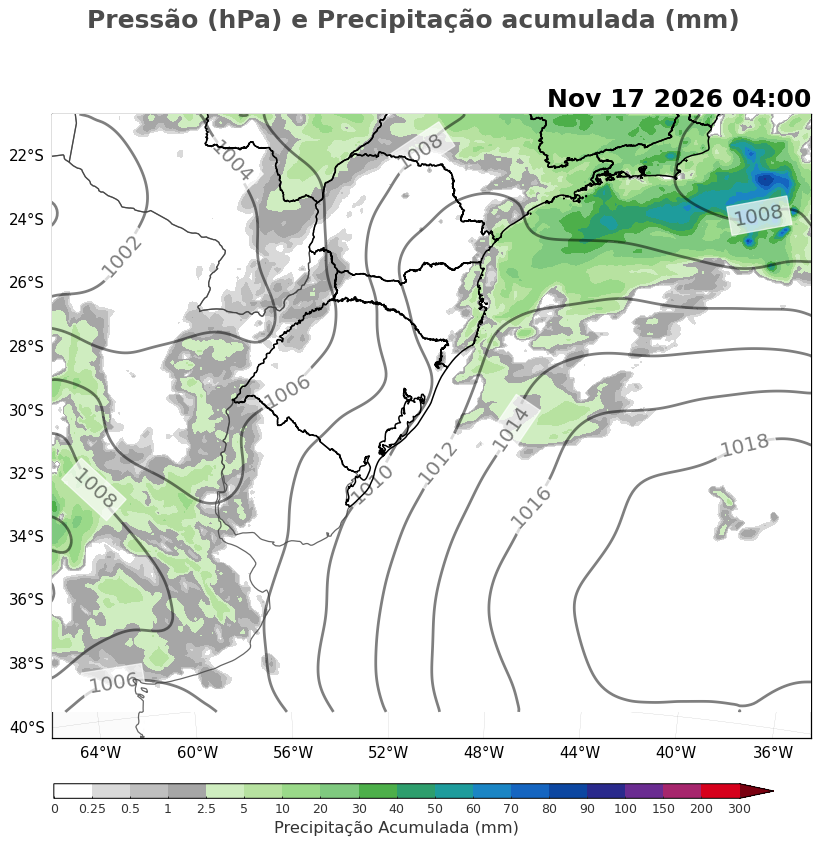 Pressão (hPa) e Precipitação acumulada (mm)
Nov 17 2026 04:00
22°S
1004
1008
24°S
1008
1002
26°S
28°S
1006
30°S
1014
1018
32°S
1012
1008
1010
1016
34°S
36°S
38°S
1006
40°S
64°W 60°W 56°W 52°W 48°W 44°W 40°W 36°W
0 0.25 0.5 1 2.5 5 10 20 30 40 50 60 70 80 90 100 150 200 300
Precipitação Acumulada (mm)